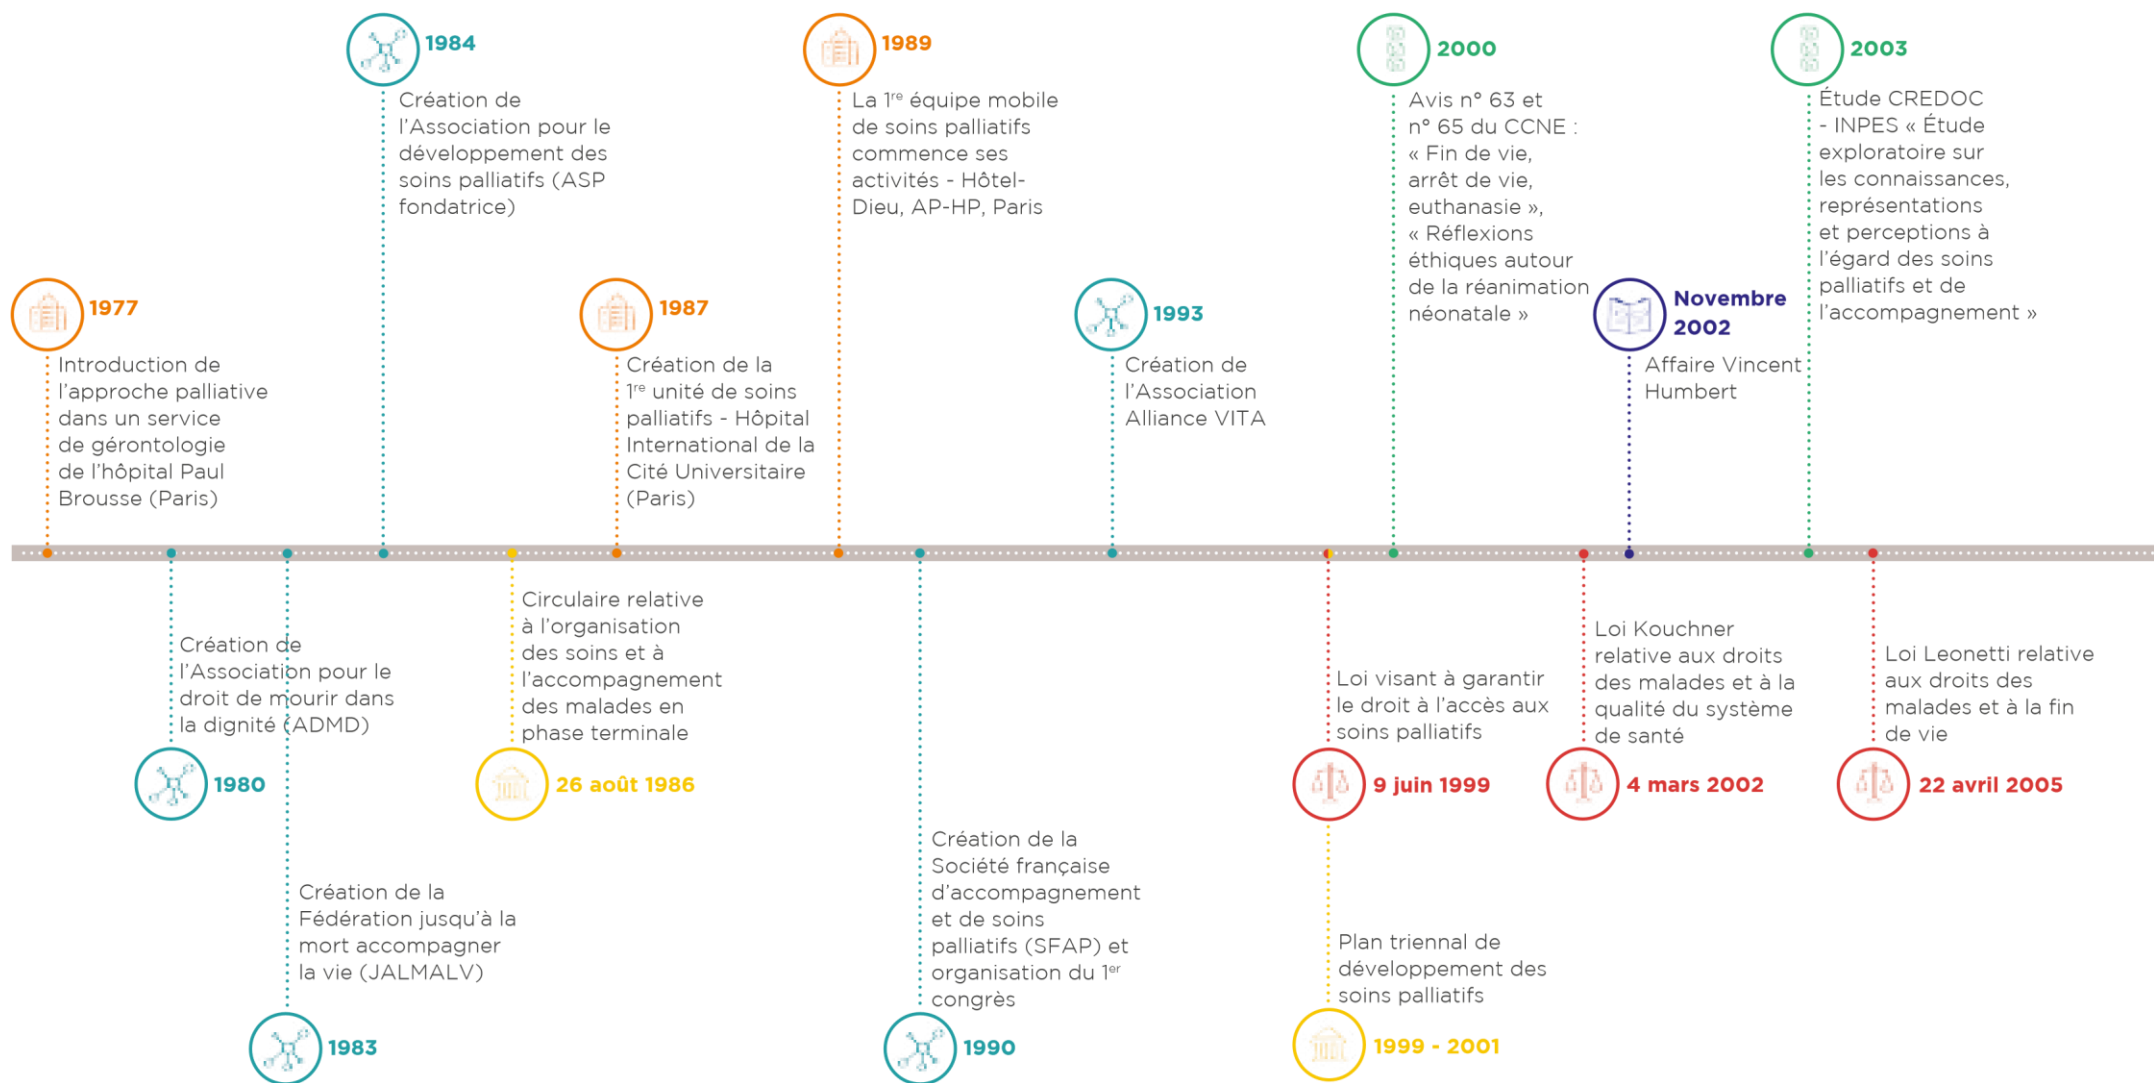 1984
Création de
l'Association pour le
développement des
soins palliatifs (ASP
fondatrice)
1989
La 1re équipe mobile
de soins palliatifs
commence ses
activités - Hôtel-
Dieu, AP-HP, Paris
2000
Avis n° 63 et
n° 65 du CCNE :
« Fin de vie,
arrêt de vie,
euthanasie »,
« Réflexions
éthiques autour
de la réanimation
néonatale »
2003
Étude CREDOC
- INPES « Étude
exploratoire sur
les connaissances,
représentations
et perceptions à
l'égard des soins
palliatifs et de
l'accompagnement »
1977
Introduction de
l'approche palliative
dans un service
de gérontologie
de l'hôpital Paul
Brousse (Paris)
1987
Création de la
1re unité de soins
palliatifs - Hôpital
International de la
Cité Universitaire
(Paris)
1993
Création de
l'Association
Alliance VITA
Novembre
2002
Affaire Vincent
Humbert
Création de
l'Association pour le
droit de mourir dans
la dignité (ADMD)
1980
Circulaire relative
à l'organisation
des soins et à
l'accompagnement
des malades en
phase terminale
26 août 1986
Loi visant à garantir
le droit à l'accès aux
soins palliatifs
9 juin 1999
Loi Kouchner
relative aux droits
des malades et à la
qualité du système
de santé
4 mars 2002
Loi Leonetti relative
aux droits des
malades et à la fin
de vie
22 avril 2005
Création de la
Fédération jusqu'à la
mort accompagner
la vie (JALMALV)
1983
Création de la
Société française
d'accompagnement
et de soins
palliatifs (SFAP) et
organisation du 1er
congrès
1990
Plan triennal de
développement des
soins palliatifs
1999 - 2001